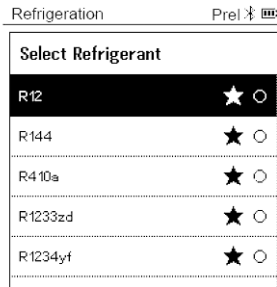 Refrigeration Prel
Select Refrigerant
R12
R144
R410a
R1233zd
R1234yf